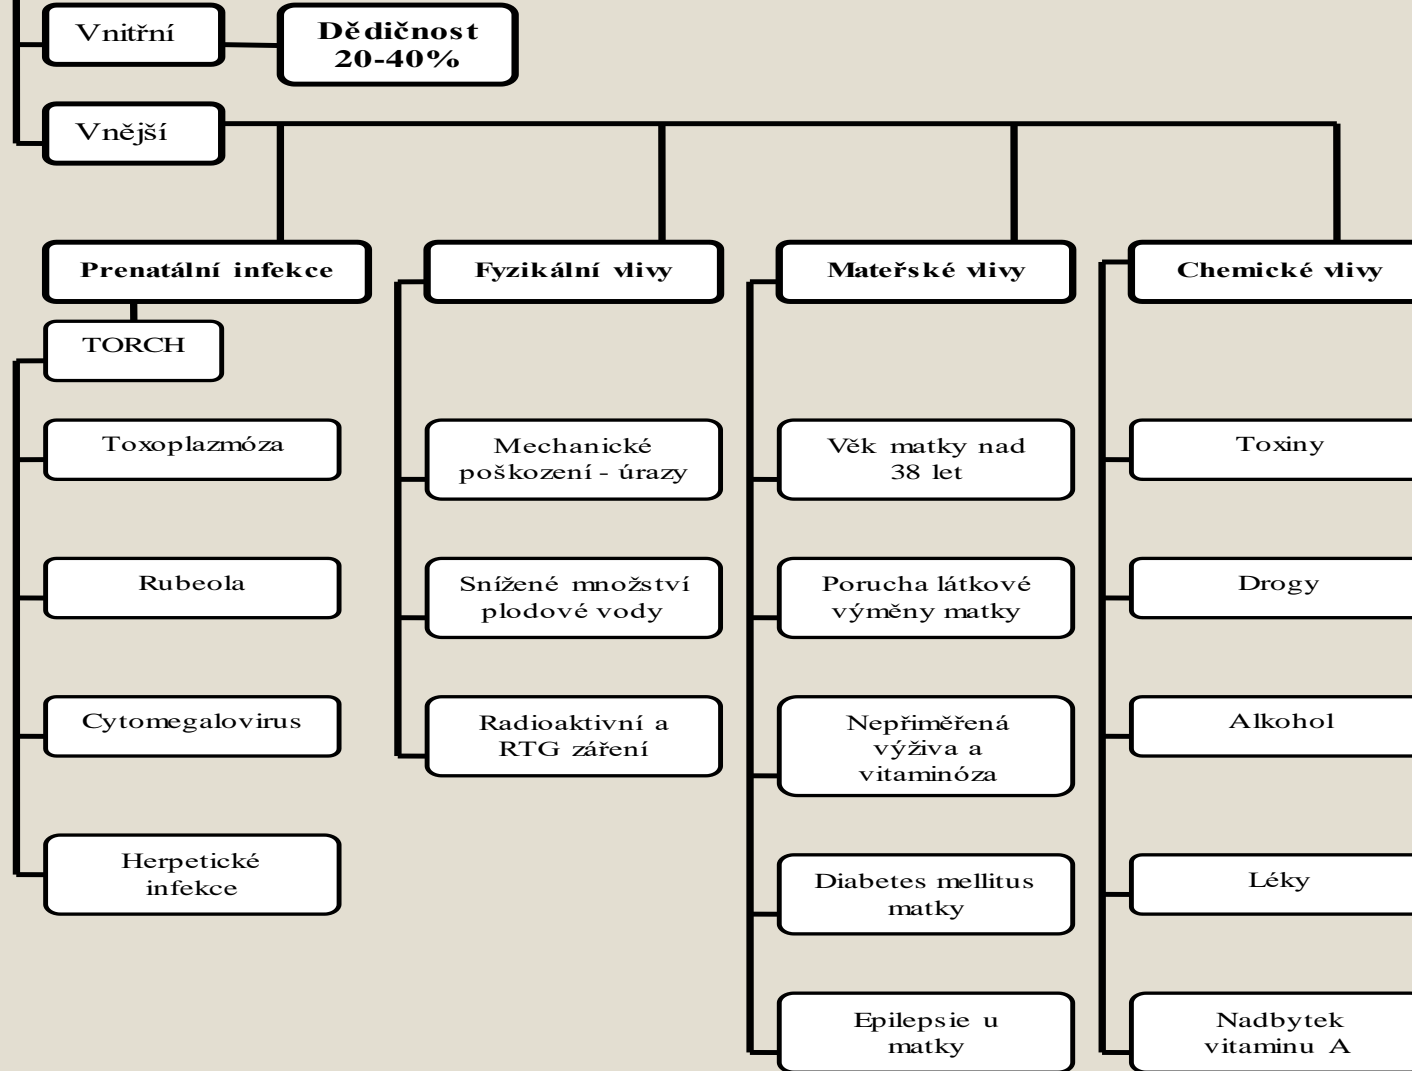 Vnitřní
Dědičnost
20-40%
Vnější
Prenatální infekce
TORCH
Toxoplazmóza
Rubeola
Cytomegalovirus
Herpetické
infekce
Fyzikální vlivy
Mechanické
poškození - úrazy
Snížené množství
plodové vody
Radioaktivní a
RTG záření
Mateřské vlivy
Věk matky nad
38 let
Porucha látkové
výměny matky
Nepřiměřená
výživa a
vitaminóza
Diabetes mellitus
matky
Epilepsie u
matky
Chemické vlivy
Toxiny
Drogy
Alkohol
Léky
Nadbytek
vitaminu A